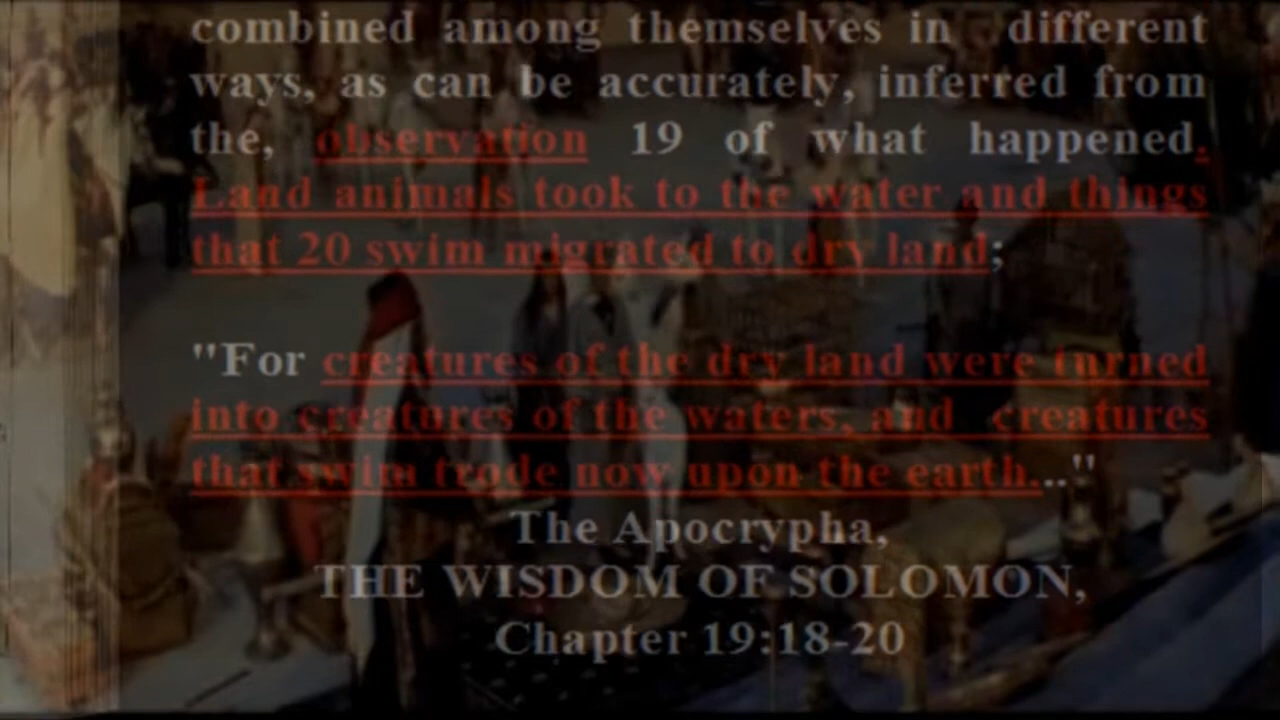 combined among themselves in different
ways, as can be accurately, inferred from
the, observation 19 of what happened.
Land animals took to the water and things
that 20 swim migrated to dry land;
"For creatures of the dry land were turned
into creatures of the waters, and creatures
that swim trode now upon the earth..."
The Apocrypha,
THE WISDOM OF SOLOMON,
Chapter 19:18-20